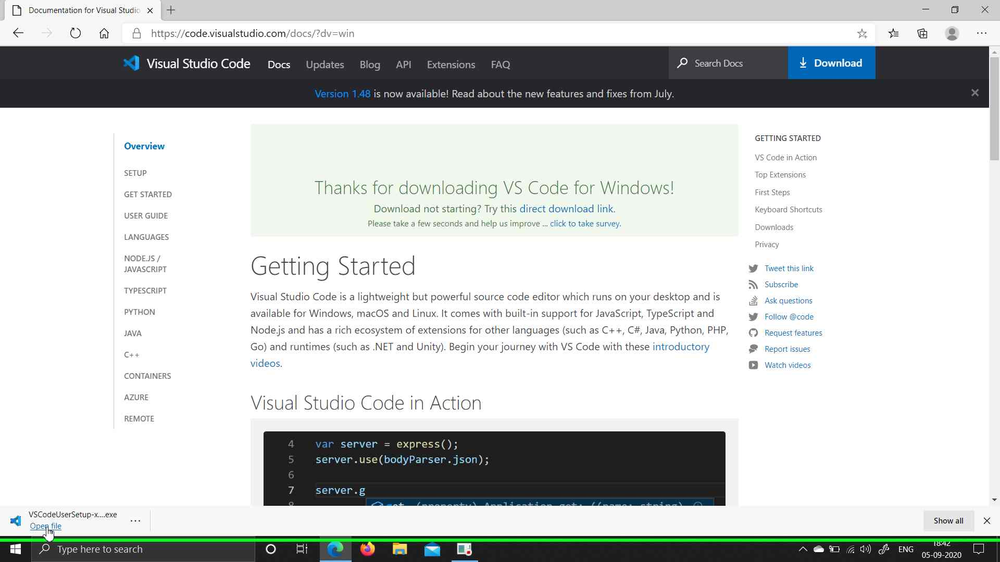 Documentation for Visual Studio
https://code.visualstudio.com/docs/?dv=win
Visual Studio Code
Docs
Updates
Blog
API
Extensions
FAQ
Search Docs
Download
Version 1.48 is now available! Read about the new features and fixes from July.
Overview
SETUP
GET STARTED
USER GUIDE
LANGUAGES
NODE.JS /
JAVASCRIPT
TYPESCRIPT
PYTHON
JAVA
C++
CONTAINERS
AZURE
REMOTE
Thanks for downloading VS Code for Windows!
Download not starting? Try this direct download link.
Please take a few seconds and help us improve ... click to take survey.
Getting Started
Visual Studio Code is a lightweight but powerful source code editor which runs on your desktop and is
available for Windows, macOS and Linux. It comes with built-in support for JavaScript, TypeScript and
Node.js and has a rich ecosystem of extensions for other languages (such as C++, C#, Java, Python, PHP,
Go) and runtimes (such as .NET and Unity). Begin your journey with VS Code with these introductory
videos.
Visual Studio Code in Action
4 var server = express();
5 server.use(bodyParser.json);
6
7 server.g
8 get (property) Application.get: ((name: string)
GETTING STARTED
VS Code in Action
Top Extensions
First Steps
Keyboard Shortcuts
Downloads
Privacy
Tweet this link
Subscribe
Ask questions
Follow @code
Request features
Report issues
Watch videos
VSCodeUserSetup-x....exe
Open file
Show all
Type here to search
ENG
18:42
05-09-2020